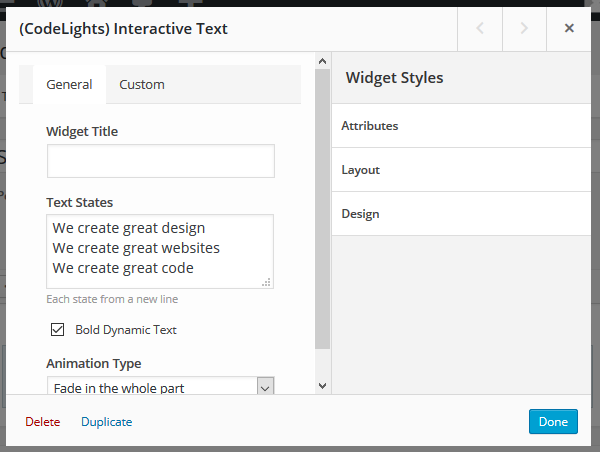 (CodeLights) Interactive Text
General Custom
Widget Title
Text States
We create great design
We create great websites
We create great code
Each state from a new line
Bold Dynamic Text
Animation Type
Fade in the whole part
Widget Styles
Attributes
Layout
Design
Delete Duplicate
Done